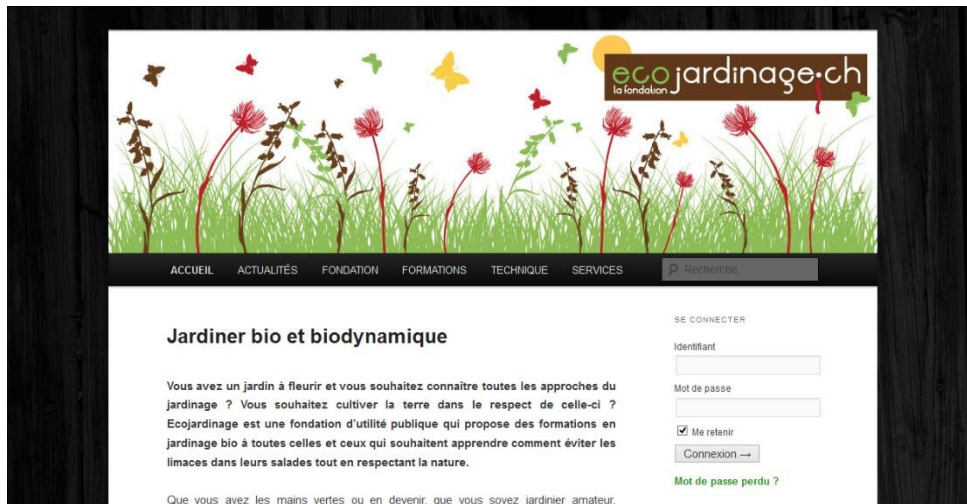 ecojardinage.ch
la fondation
ACCUEIL ACTUALITÉS FONDATION FORMATIONS TECHNIQUE SERVICES Recherche
Jardiner bio et biodynamique
Vous avez un jardin à fleurir et vous souhaitez connaître toutes les approches du
jardinage ? Vous souhaitez cultiver la terre dans le respect de celle-ci ?
Ecojardinage est une fondation d'utilité publique qui propose des formations en
jardinage bio à toutes celles et ceux qui souhaitent apprendre comment éviter les
limaces dans leurs salades tout en respectant la nature.
Que vous avez les mains vertes ou en devenir, que vous soyez jardinier amateur,
SE CONNECTER
Identifiant
Mot de passe
Me retenir
Connexion →
Mot de passe perdu ?